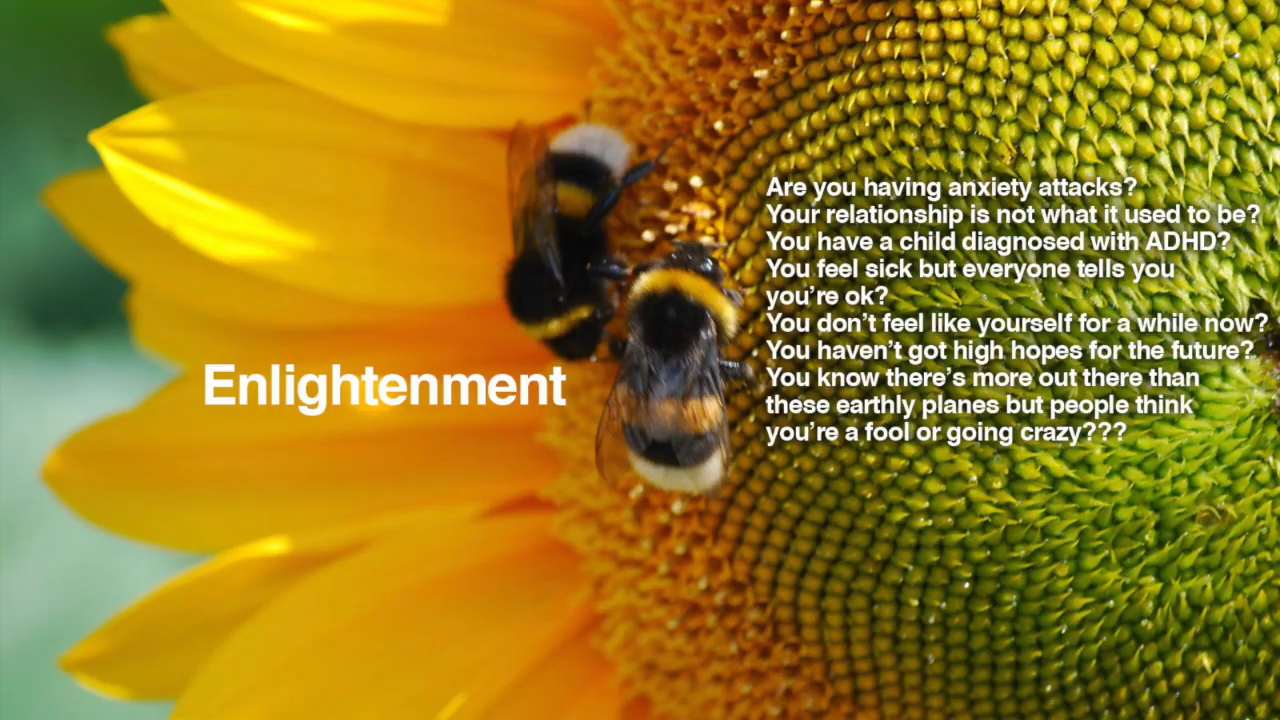 Enlightenment
Are you having anxiety attacks?
Your relationship is not what it used to be?
You have a child diagnosed with ADHD?
You feel sick but everyone tells you
you’re ok?
You don’t feel like yourself for a while now?
You haven’t got high hopes for the future?
You know there’s more out there than
these earthly planes but people think
you’re a fool or going crazy???